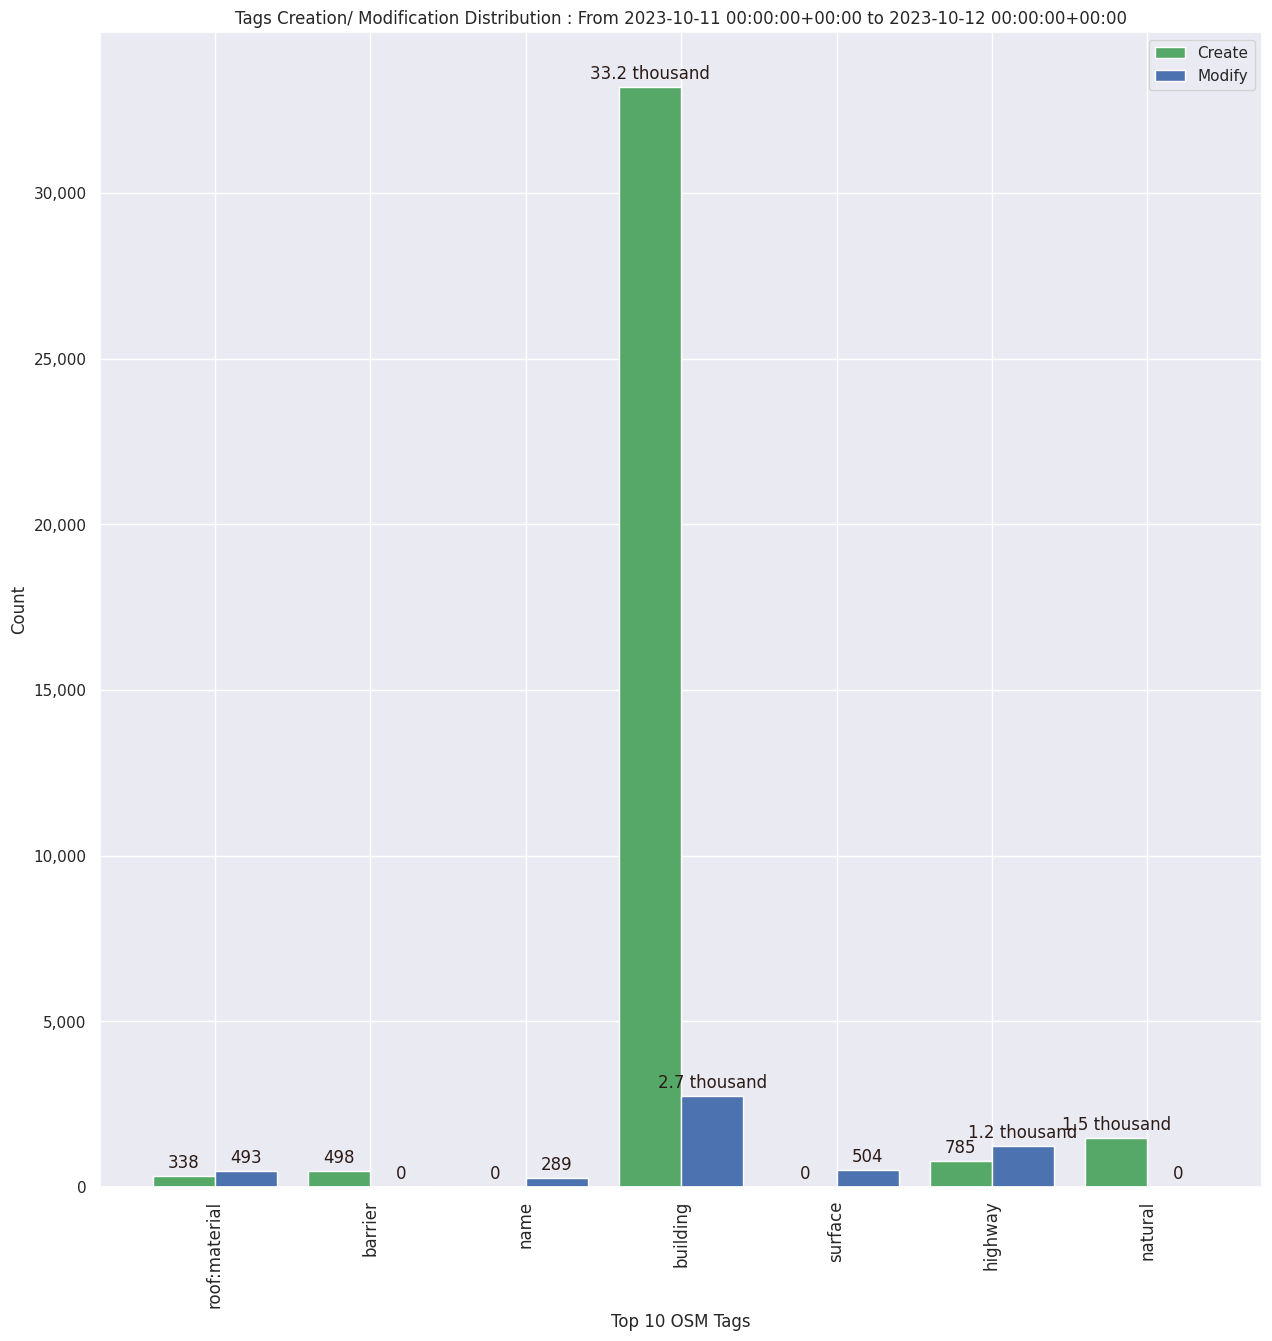 Tags Creation/ Modification Distribution : From 2023-10-11 00:00:00+00:00 to 2023-10-12 00:00:00+00:00
Create
Modify
33.2 thousand
30,000
25,000
20,000
15,000
10,000
5,000
0
Count
338
493
498
0
0
289
2.7 thousand
0
504
785
1.2 thousand
1.5 thousand
0
roof:material
barrier
name
building
surface
highway
natural
Top 10 OSM Tags